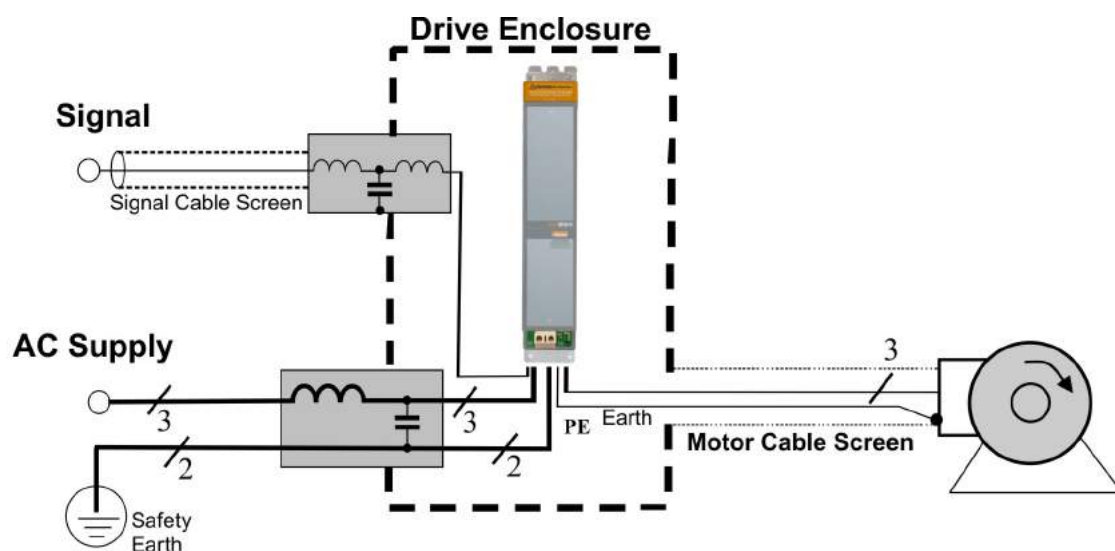 Drive Enclosure
Signal
Signal Cable Screen
AC Supply
3
3
3
2
2
PE
Earth
Motor Cable Screen
Safety
Earth